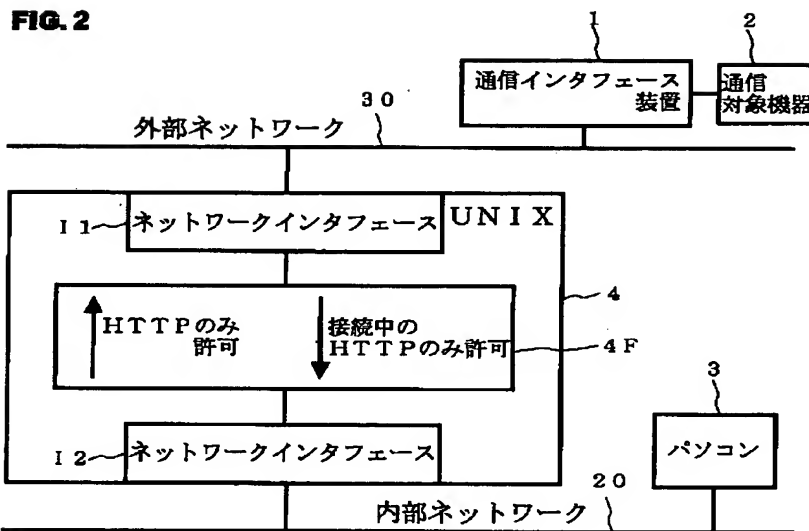 FIG. 2
1
2
通信インタフェース
装置
通信
対象機器
30
外部ネットワーク
I1
ネットワークインタフェース
UNIX
HTTPのみ
許可
接続中の
HTTPのみ許可
4
4F
3
パソコン
I2
ネットワークインタフェース
20
内部ネットワーク